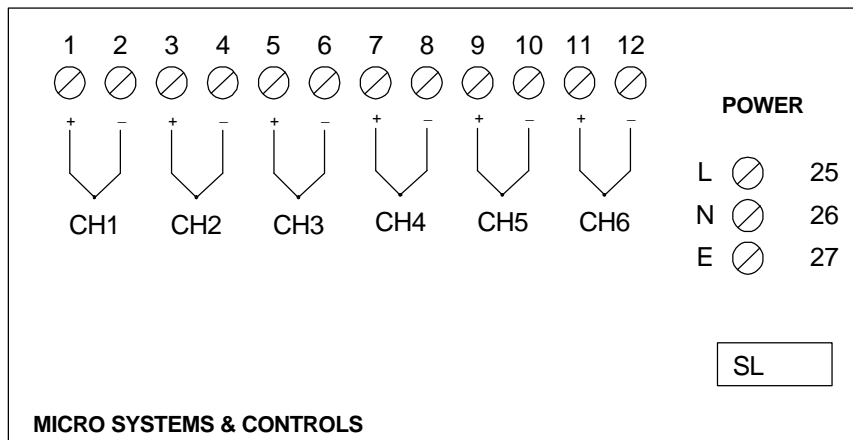 1 2 3 4 5 6 7 8 9 10 11 12
+ − + − + − + − + − + −
CH1 CH2 CH3 CH4 CH5 CH6
POWER
L 25
N 26
E 27
SL
MICRO SYSTEMS & CONTROLS